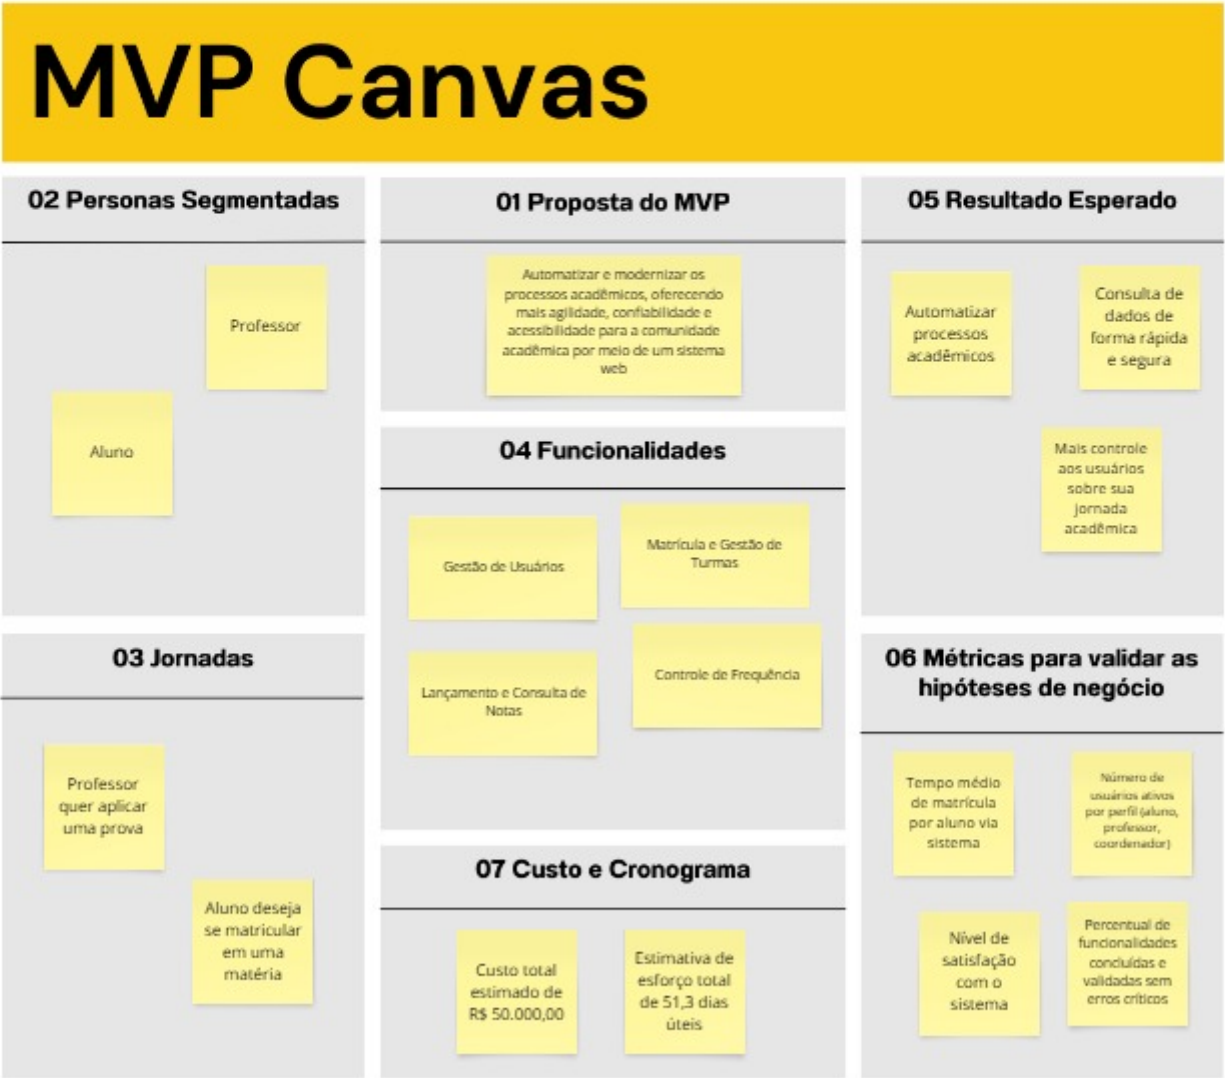 MVP Canvas
02 Personas Segmentadas
Professor
Aluno
01 Proposta do MVP
Automatizar e modernizar os
processos acadêmicos, oferecendo
mais agilidade, confiabilidade e
acessibilidade para a comunidade
acadêmica por meio de um sistema
web
05 Resultado Esperado
Automatizar
processos
acadêmicos
Consulta de
dados de
forma rápida
e segura
Mais controle
aos usuários
sobre sua
jornada
acadêmica
04 Funcionalidades
Gestão de Usuários
Matrícula e Gestão de
Turmas
Lançamento e Consulta de
Notas
Controle de Frequência
03 Jornadas
Professor
quer aplicar
uma prova
Aluno deseja
se matricular
em uma
matéria
06 Métricas para validar as
hipóteses de negócio
Tempo médio
de matrícula
por aluno via
sistema
Número de
usuários ativos
por perfil (aluno,
professor,
coordenador)
Nível de
satisfação
com o
sistema
Percentual de
funcionalidades
concluídas e
validadas sem
erros críticos
07 Custo e Cronograma
Custo total
estimado de
R$ 50.000,00
Estimativa de
esforço total
de 51,3 dias
úteis